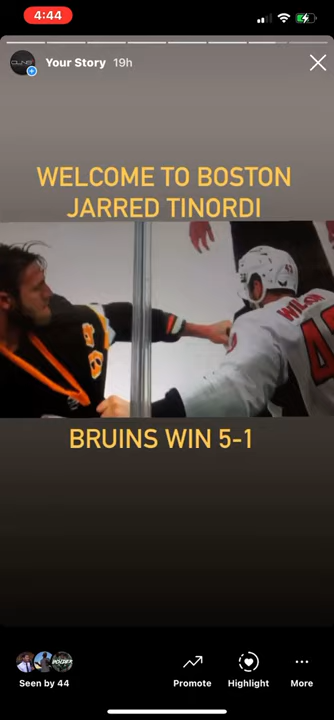 4:44
Your Story 19h
WELCOME TO BOSTON
JARRED TINORDI
WILSON
43
BRUINS WIN 5-1
Seen by 44
Promote
Highlight
More